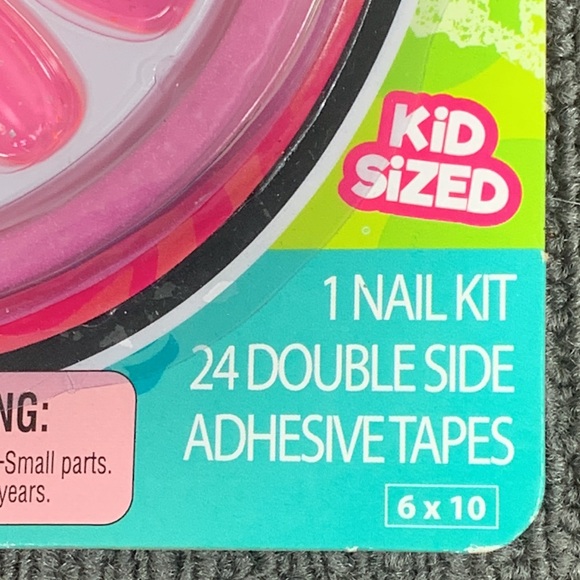 KiD
SiZED
1 NAIL KIT
24 DOUBLE SIDE
ADHESIVE TAPES
NG:
-Small parts.
years.
6 x 10